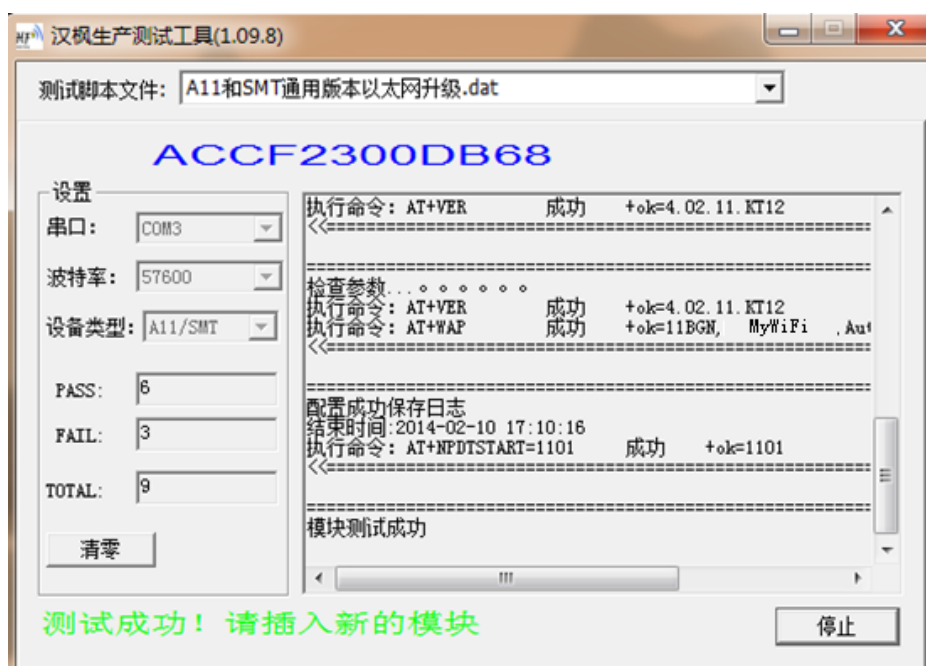 汉枫生产测试工具(1.09.8)
测试脚本文件: A11和SMT通用版本以太网升级.dat
ACCF2300DB68
设置
串口: COM3
波特率: 57600
设备类型: A11/SMT
PASS: 6
FAIL: 3
TOTAL: 9
清零
执行命令: AT+VER 成功 +ok=4.02.11.KT12
<<=========================================================
=========================================================
检查参数...。。。。。。
执行命令: AT+VER 成功 +ok=4.02.11.KT12
执行命令: AT+WAP 成功 +ok=11BGN, MyWiFi ,Aut
<<=========================================================
=========================================================
配置成功保存日志
结束时间:2014-02-10 17:10:16
执行命令: AT+NPDTSTART=1101 成功 +ok=1101
<<=========================================================
=========================================================
模块测试成功
测试成功! 请插入新的模块
停止